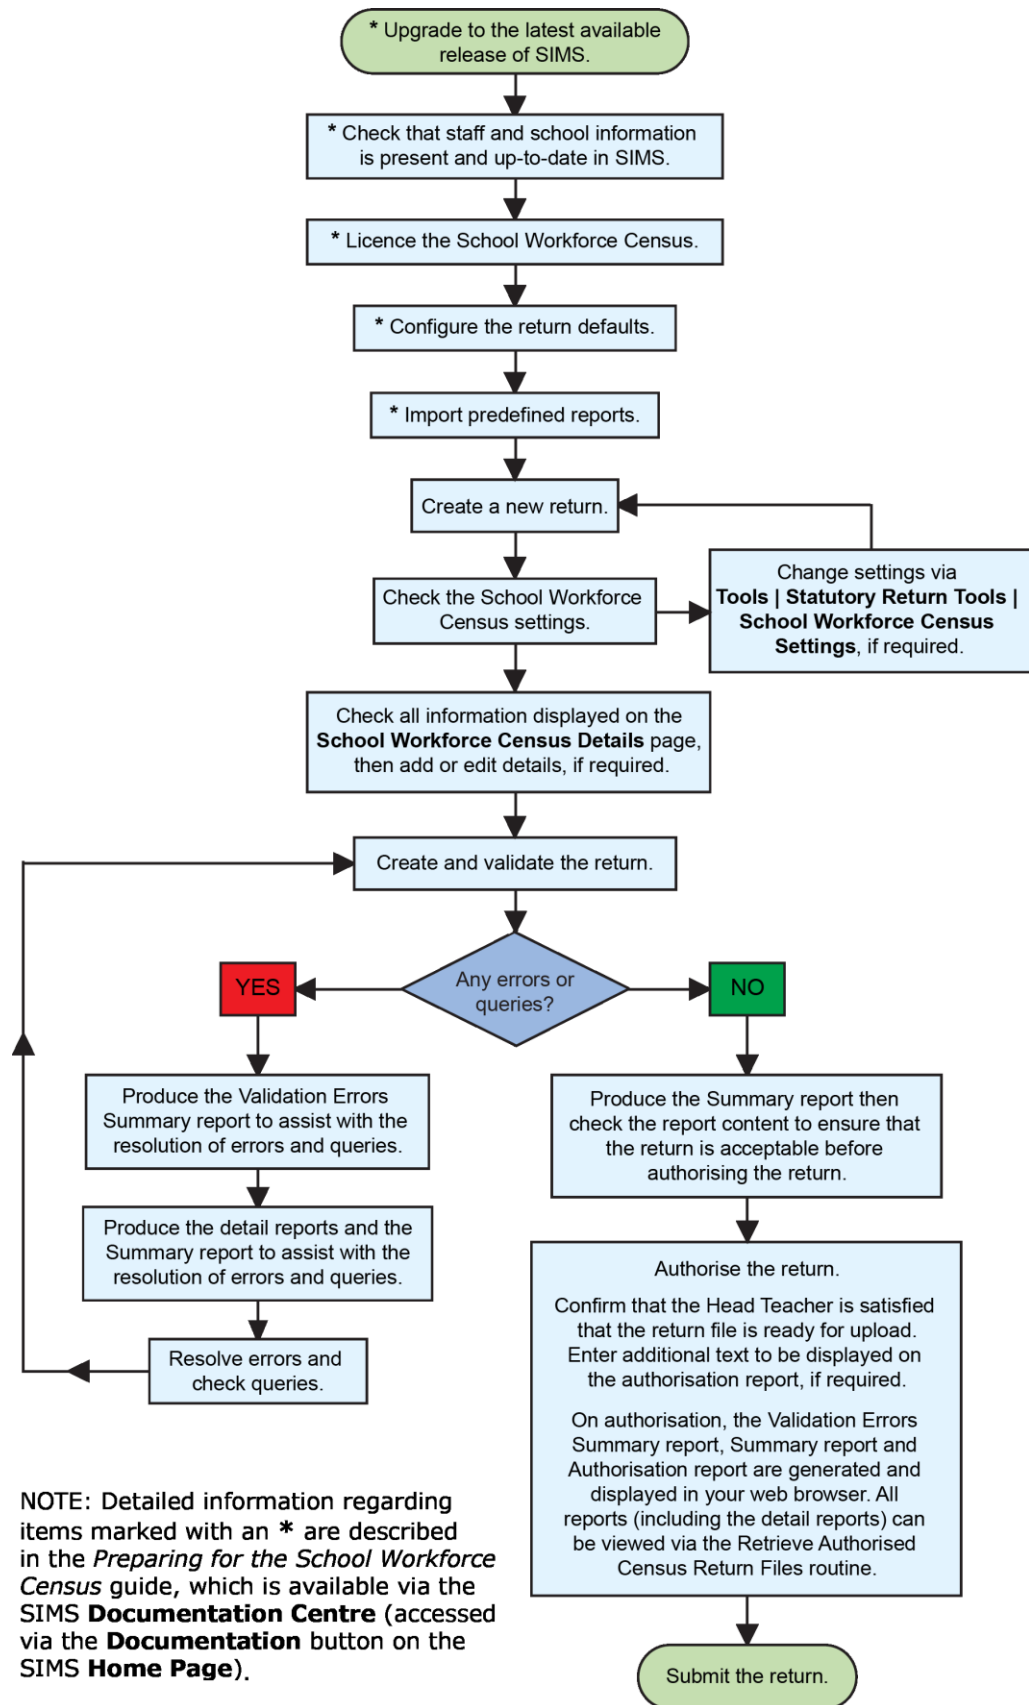 * Upgrade to the latest available
release of SIMS.
* Check that staff and school information
is present and up-to-date in SIMS.
* Licence the School Workforce Census.
* Configure the return defaults.
* Import predefined reports.
Create a new return.
Check the School Workforce
Census settings.
Change settings via
Tools | Statutory Return Tools |
School Workforce Census
Settings, if required.
Check all information displayed on the
School Workforce Census Details page,
then add or edit details, if required.
Create and validate the return.
Any errors or
queries?
YES
NO
Produce the Validation Errors
Summary report to assist with the
resolution of errors and queries.
Produce the detail reports and the
Summary report to assist with the
resolution of errors and queries.
Resolve errors and
check queries.
Produce the Summary report then
check the report content to ensure that
the return is acceptable before
authorising the return.
Authorise the return.
Confirm that the Head Teacher is satisfied
that the return file is ready for upload.
Enter additional text to be displayed on
the authorisation report, if required.
On authorisation, the Validation Errors
Summary report, Summary report and
Authorisation report are generated and
displayed in your web browser. All
reports (including the detail reports) can
be viewed via the Retrieve Authorised
Census Return Files routine.
Submit the return.
NOTE: Detailed information regarding
items marked with an * are described
in the Preparing for the School Workforce
Census guide, which is available via the
SIMS Documentation Centre (accessed
via the Documentation button on the
SIMS Home Page).